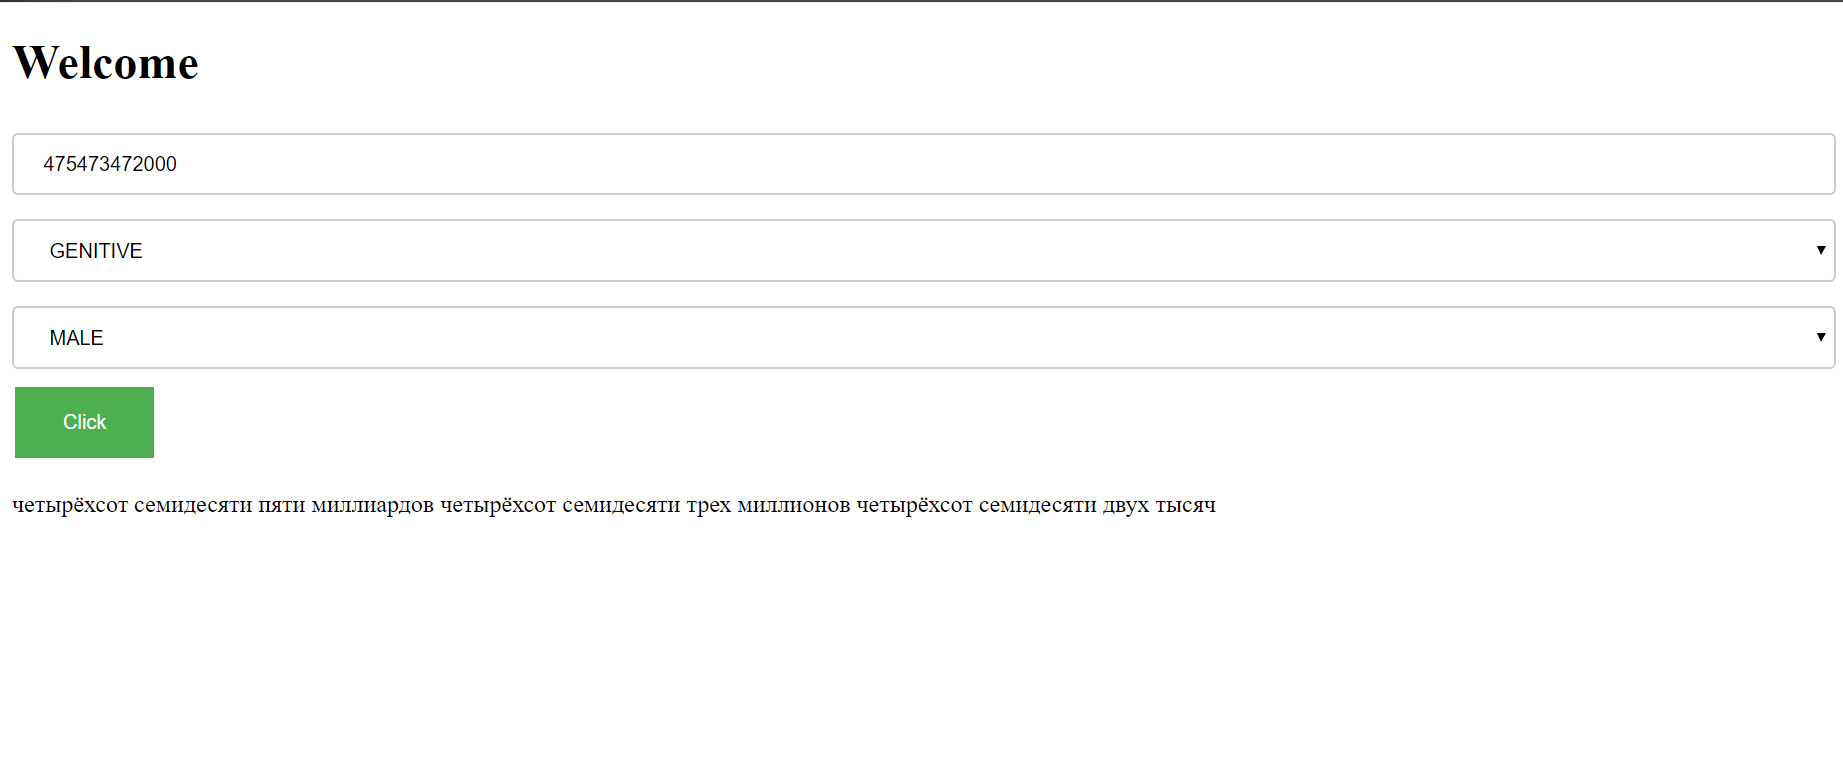 Welcome
475473472000
GENITIVE
MALE
Click
четырёхсот семидесяти пяти миллиардов четырёхсот семидесяти трех миллионов четырёхсот семидесяти двух тысяч